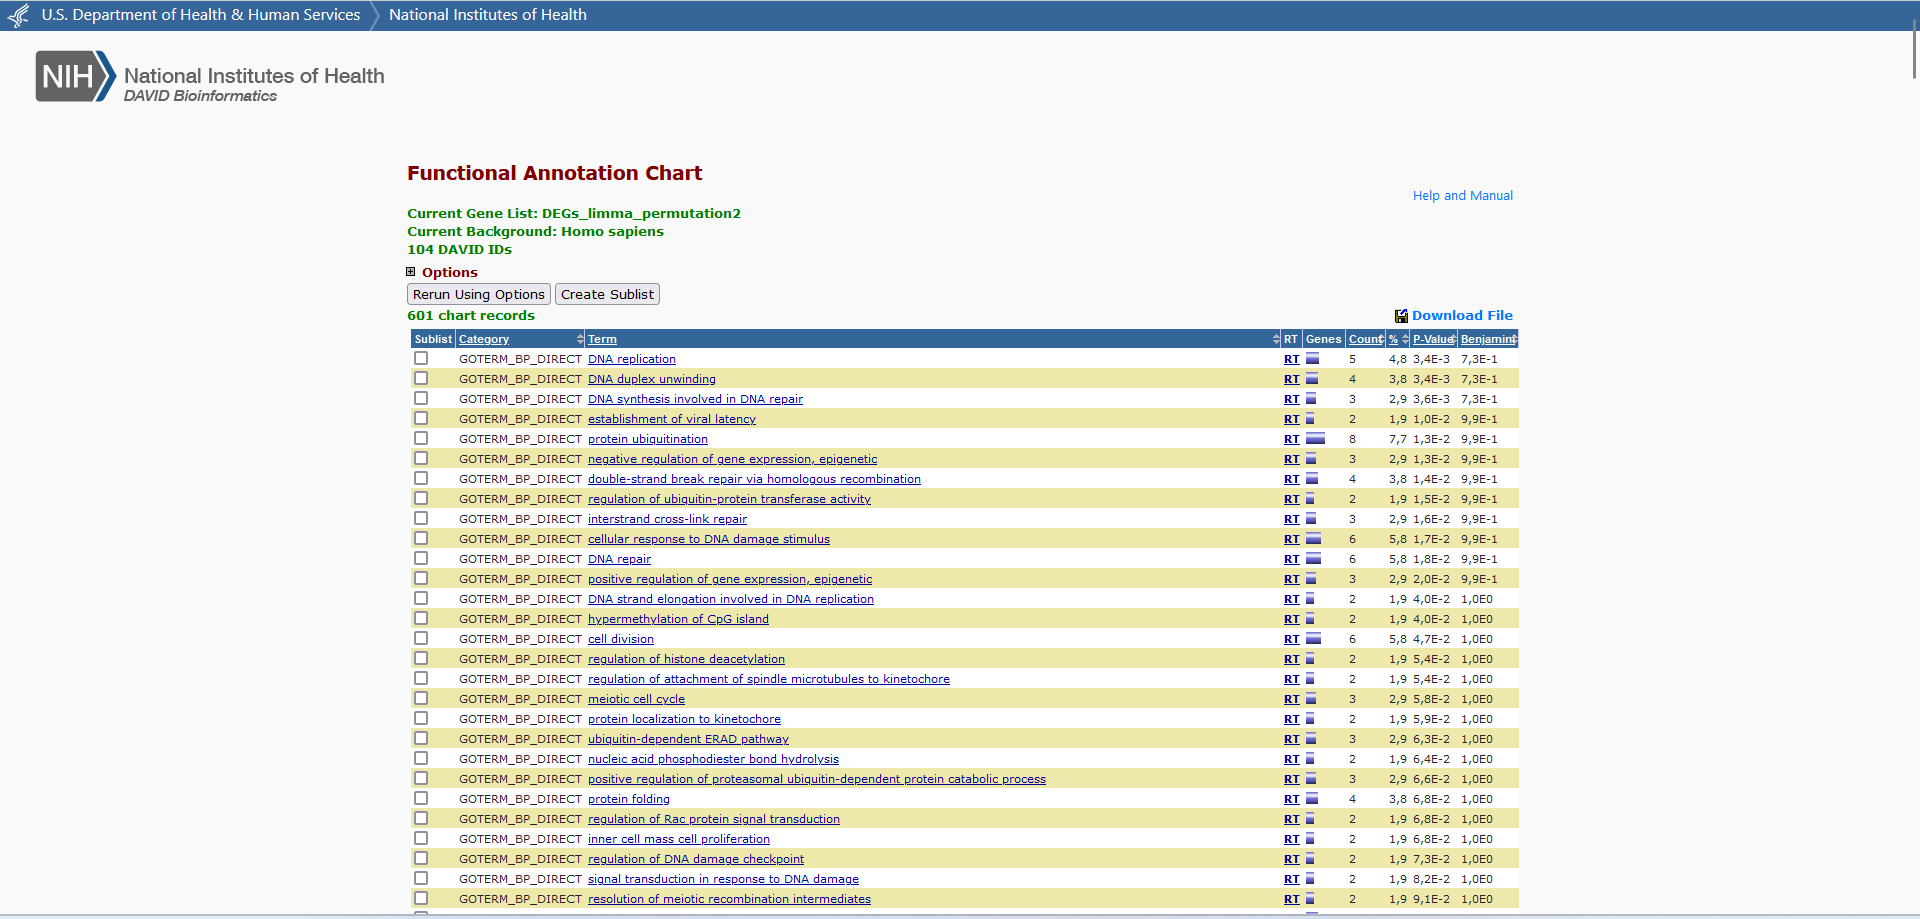 U.S. Department of Health & Human Services National Institutes of Health
NIH National Institutes of Health
DAVID Bioinformatics
Functional Annotation Chart
Help and Manual
Current Gene List: DEGs_limma_permutation2
Current Background: Homo sapiens
104 DAVID IDs
Options
Rerun Using Options Create Sublist
601 chart records Download File
Sublist Category Term RT Genes Count % P-Value Benjamini
GOTERM_BP_DIRECT DNA replication RT 5 4,8 3,4E-3 7,3E-1
GOTERM_BP_DIRECT DNA duplex unwinding RT 4 3,8 3,4E-3 7,3E-1
GOTERM_BP_DIRECT DNA synthesis involved in DNA repair RT 3 2,9 3,6E-3 7,3E-1
GOTERM_BP_DIRECT establishment of viral latency RT 2 1,9 1,0E-2 9,9E-1
GOTERM_BP_DIRECT protein ubiquitination RT 8 7,7 1,3E-2 9,9E-1
GOTERM_BP_DIRECT negative regulation of gene expression, epigenetic RT 3 2,9 1,3E-2 9,9E-1
GOTERM_BP_DIRECT double-strand break repair via homologous recombination RT 4 3,8 1,4E-2 9,9E-1
GOTERM_BP_DIRECT regulation of ubiquitin-protein transferase activity RT 2 1,9 1,5E-2 9,9E-1
GOTERM_BP_DIRECT interstrand cross-link repair RT 3 2,9 1,6E-2 9,9E-1
GOTERM_BP_DIRECT cellular response to DNA damage stimulus RT 6 5,8 1,7E-2 9,9E-1
GOTERM_BP_DIRECT DNA repair RT 6 5,8 1,8E-2 9,9E-1
GOTERM_BP_DIRECT positive regulation of gene expression, epigenetic RT 3 2,9 2,0E-2 9,9E-1
GOTERM_BP_DIRECT DNA strand elongation involved in DNA replication RT 2 1,9 4,0E-2 1,0E0
GOTERM_BP_DIRECT hypermethylation of CpG island RT 2 1,9 4,0E-2 1,0E0
GOTERM_BP_DIRECT cell division RT 6 5,8 4,7E-2 1,0E0
GOTERM_BP_DIRECT regulation of histone deacetylation RT 2 1,9 5,4E-2 1,0E0
GOTERM_BP_DIRECT regulation of attachment of spindle microtubules to kinetochore RT 2 1,9 5,4E-2 1,0E0
GOTERM_BP_DIRECT meiotic cell cycle RT 3 2,9 5,8E-2 1,0E0
GOTERM_BP_DIRECT protein localization to kinetochore RT 2 1,9 5,9E-2 1,0E0
GOTERM_BP_DIRECT ubiquitin-dependent ERAD pathway RT 3 2,9 6,3E-2 1,0E0
GOTERM_BP_DIRECT nucleic acid phosphodiester bond hydrolysis RT 2 1,9 6,4E-2 1,0E0
GOTERM_BP_DIRECT positive regulation of proteasomal ubiquitin-dependent protein catabolic process RT 3 2,9 6,6E-2 1,0E0
GOTERM_BP_DIRECT protein folding RT 4 3,8 6,8E-2 1,0E0
GOTERM_BP_DIRECT regulation of Rac protein signal transduction RT 2 1,9 6,8E-2 1,0E0
GOTERM_BP_DIRECT inner cell mass cell proliferation RT 2 1,9 6,8E-2 1,0E0
GOTERM_BP_DIRECT regulation of DNA damage checkpoint RT 2 1,9 7,3E-2 1,0E0
GOTERM_BP_DIRECT signal transduction in response to DNA damage RT 2 1,9 8,2E-2 1,0E0
GOTERM_BP_DIRECT resolution of meiotic recombination intermediates RT 2 1,9 9,1E-2 1,0E0